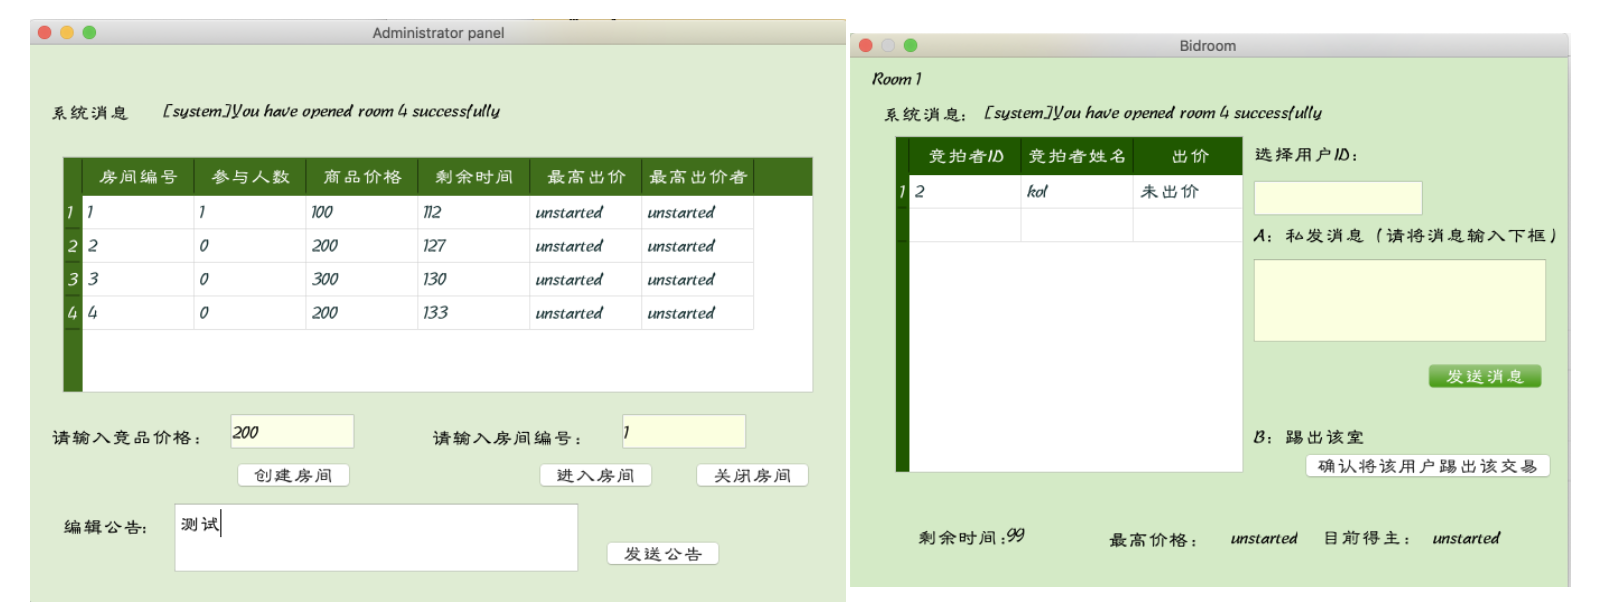 Administrator panel
系统消息 [system]You have opened room 4 successfully
房间编号 参与人数 商品价格 剩余时间 最高出价 最高出价者
1 1 1 100 112 unstarted unstarted
2 2 0 200 127 unstarted unstarted
3 3 0 300 130 unstarted unstarted
4 4 0 200 133 unstarted unstarted
请输入竞品价格： 200 请输入房间编号： 1
创建房间 进入房间 关闭房间
编辑公告: 测试
发送公告
Bidroom
Room 1
系统消息: [system]You have opened room 4 successfully
竞拍者ID 竞拍者姓名 出价
1 2 kol 未出价
选择用户ID:
A: 私发消息（请将消息输入下框）
发送消息
B: 踢出该室
确认将该用户踢出该交易
剩余时间:99 最高价格： unstarted 目前得主： unstarted